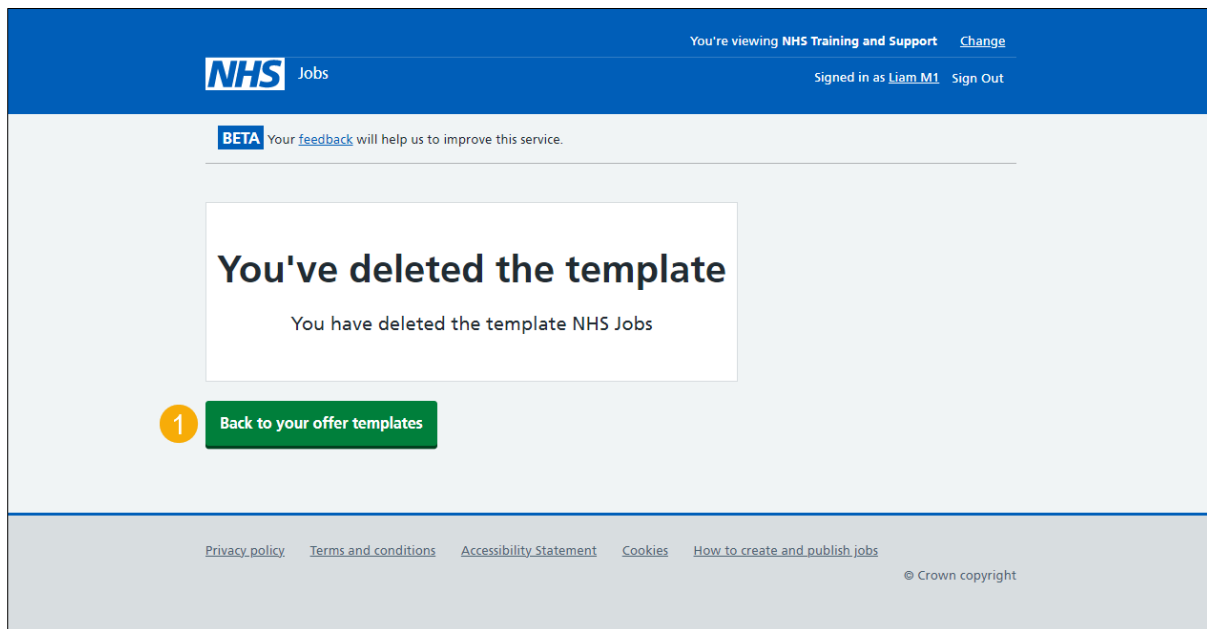 You're viewing NHS Training and Support Change
NHS Jobs
Signed in as Liam M1 Sign Out
BETA Your feedback will help us to improve this service.
You've deleted the template
You have deleted the template NHS Jobs
1 Back to your offer templates
Privacy policy Terms and conditions Accessibility Statement Cookies How to create and publish jobs
© Crown copyright